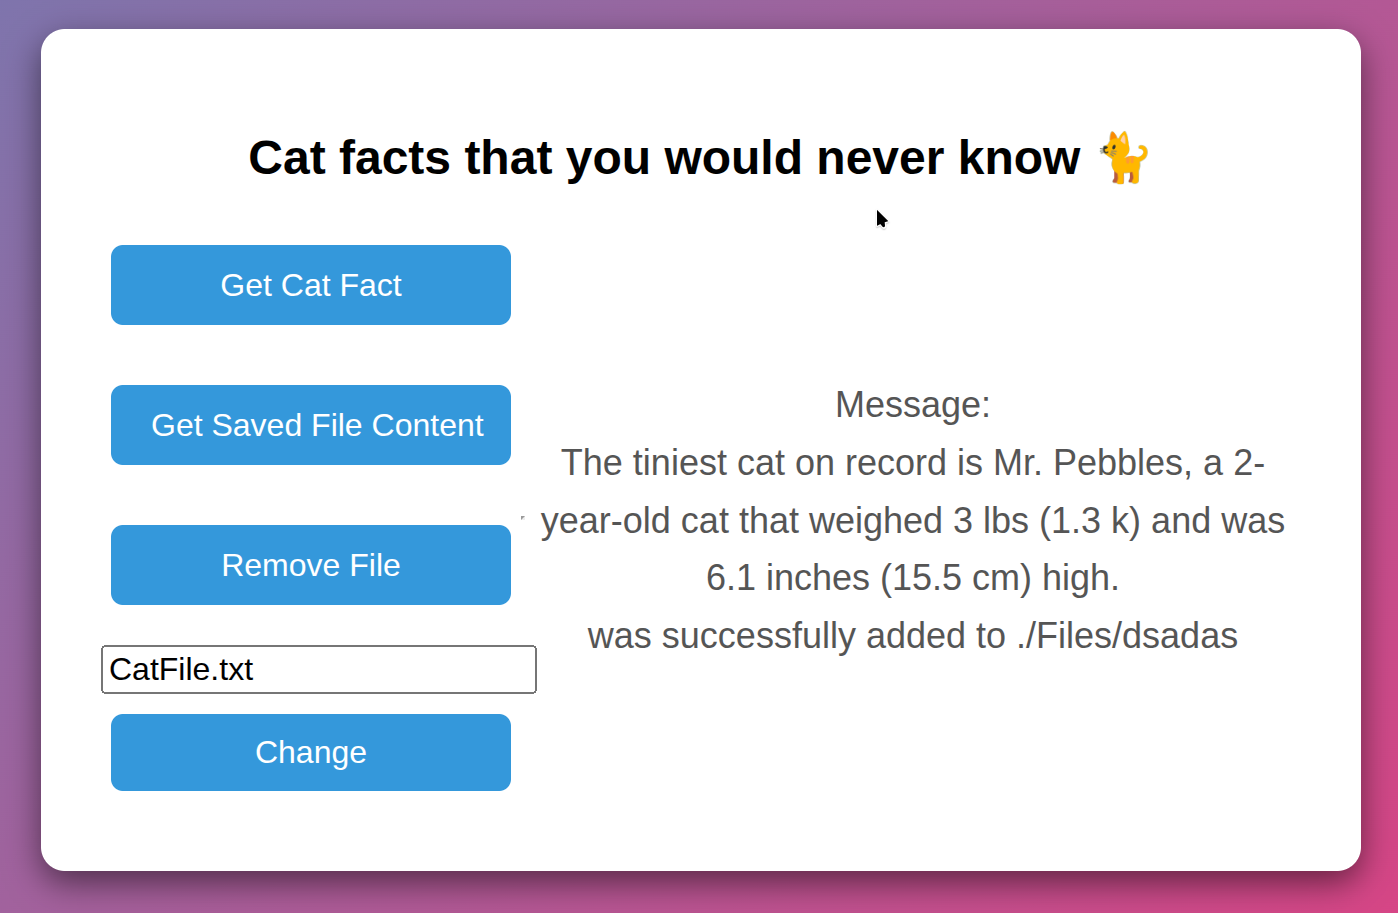 Cat facts that you would never know 🐈
Get Cat Fact
Get Saved File Content
Remove File
CatFile.txt
Change
Message:
The tiniest cat on record is Mr. Pebbles, a 2-
year-old cat that weighed 3 lbs (1.3 k) and was
6.1 inches (15.5 cm) high.
was successfully added to ./Files/dsadas